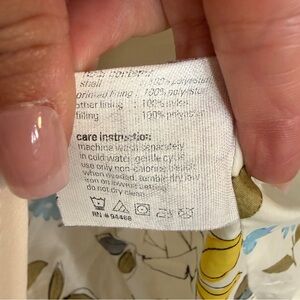 shell : 100% polyester
printed lining : 100% polyester
other lining : 100% nylon
filling : 100% polyester
care instruction:
machine wash separately
in cold water, gentle cycle
use only non-chlorine bleach
when needed. tumble dry low
iron on lowest setting
do not dry clean
RN # 94468